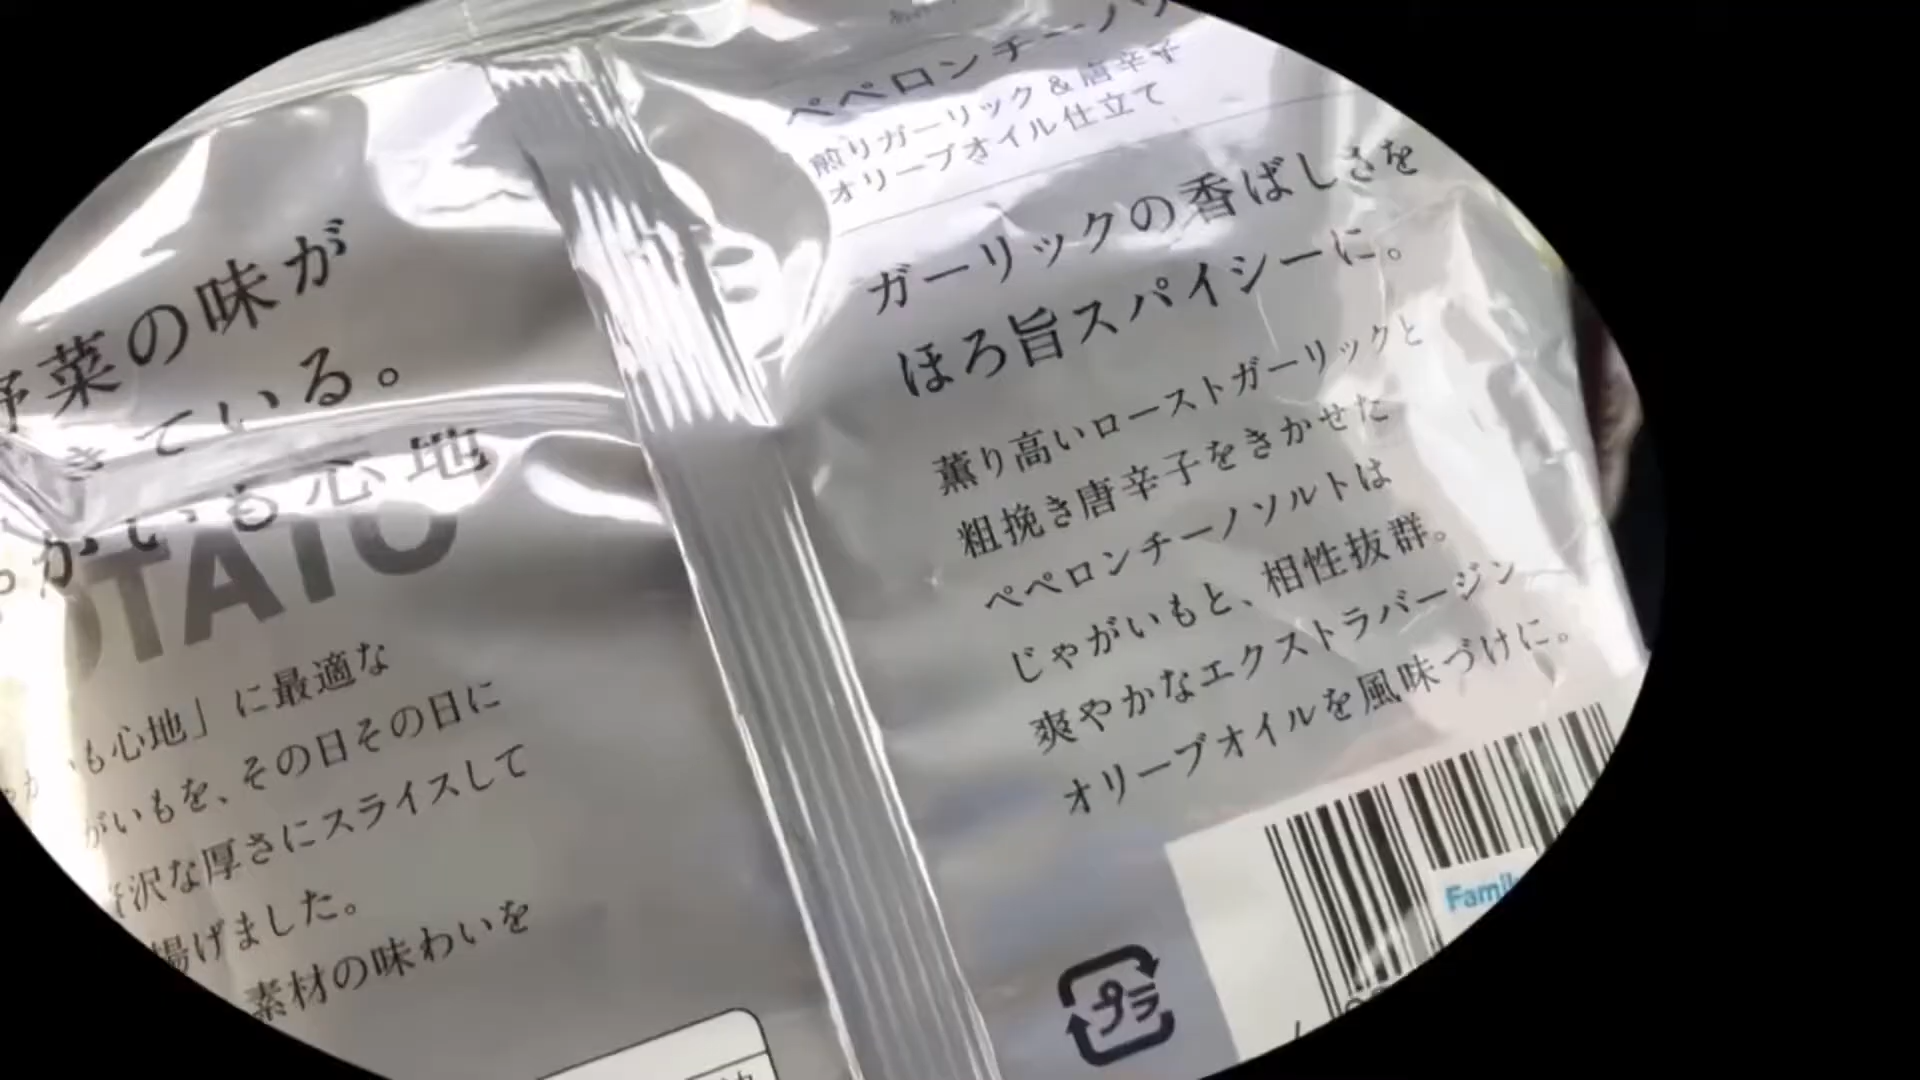 野菜の味が
きている。
がいも心地
OTATO
も心地」に最適な
がいもを、その日その日に
贅沢な厚さにスライスして
揚げました。
素材の味わいを
ペペロンチーノソ
煎りガーリック&唐辛子
オリーブオイル仕立て
ガーリックの香ばしさを
ほろ旨スパイシーに。
薫り高いローストガーリックと
粗挽き唐辛子をきかせた
ペペロンチーノソルトは
じゃがいもと、相性抜群。
爽やかなエクストラバージン
オリーブオイルを風味づけに。
Famil
プラ